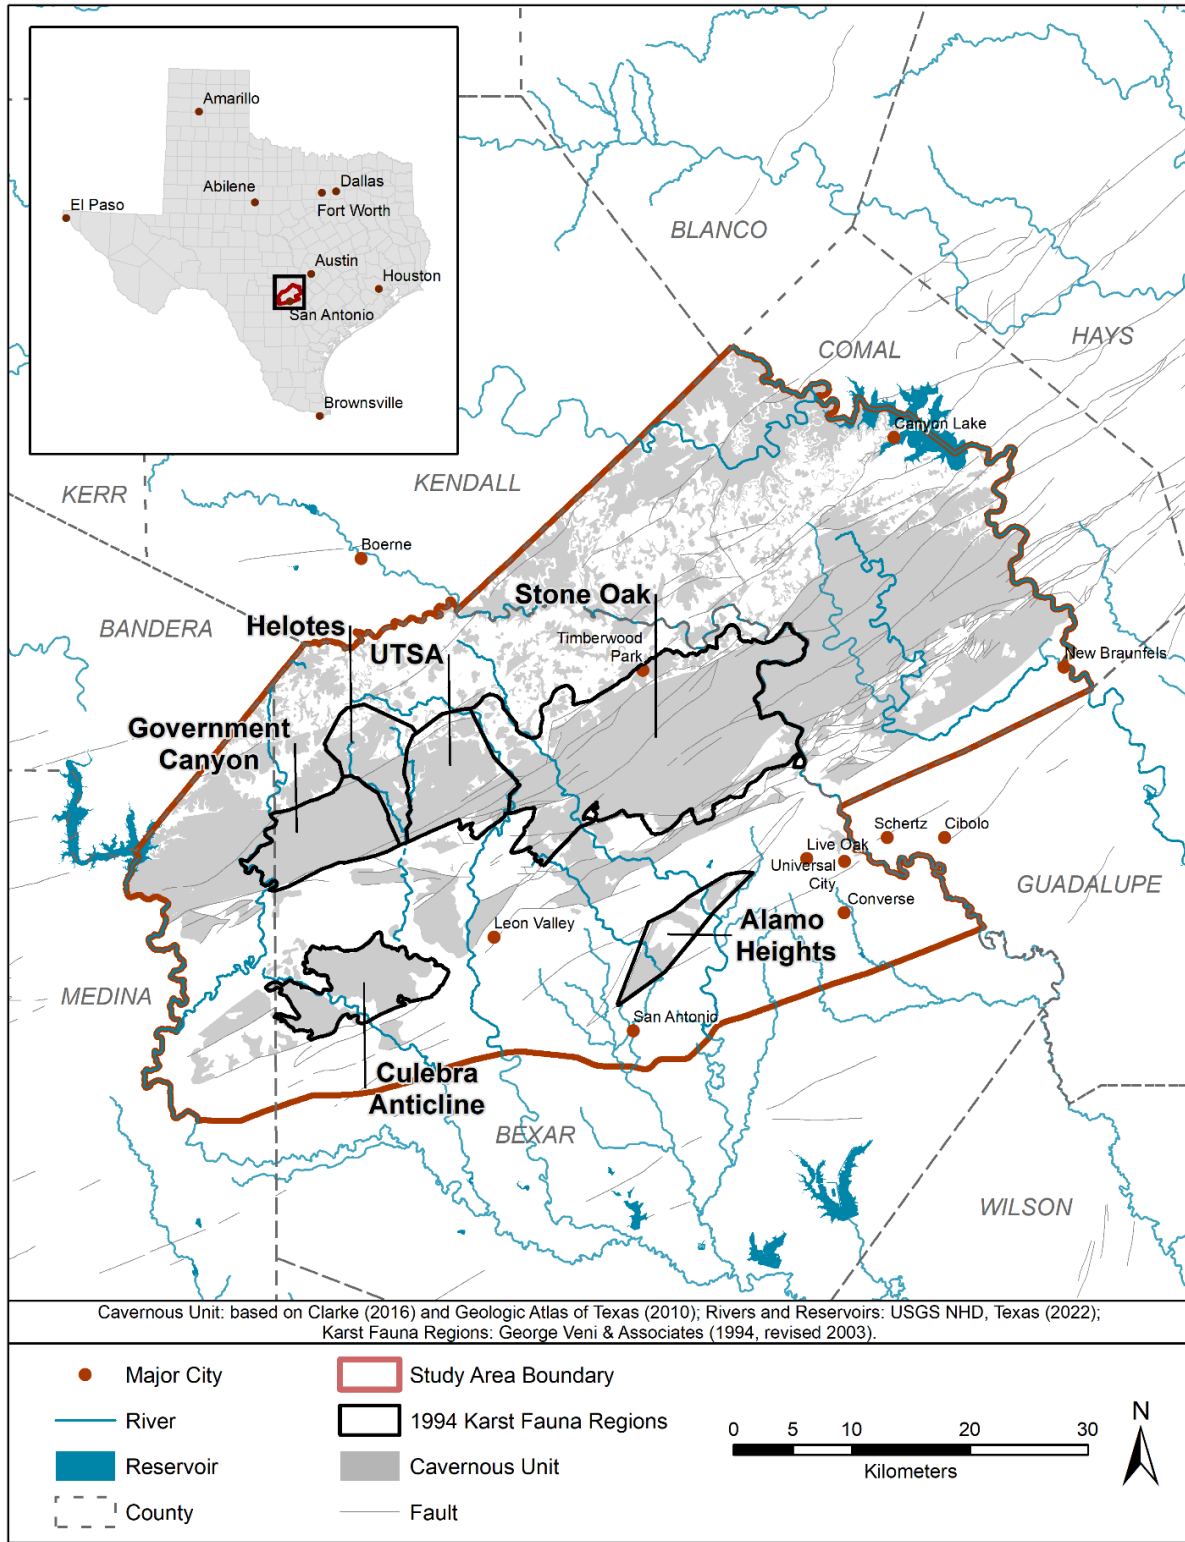 Amarillo
Abilene
Dallas
Fort Worth
El Paso
Austin
Houston
San Antonio
Brownsville
BLANCO
HAYS
COMAL
Canyon Lake
KERR
KENDALL
Boerne
Stone Oak
Helotes
BANDERA
UTSA
Timberwood
Park
New Braunfels
Government
Canyon
Schertz
Cibolo
Live Oak
Universal
City
GUADALUPE
Converse
Leon Valley
Alamo
Heights
MEDINA
San Antonio
Culebra
Anticline
BEXAR
WILSON
Cavernous Unit: based on Clarke (2016) and Geologic Atlas of Texas (2010); Rivers and Reservoirs: USGS NHD, Texas (2022);
Karst Fauna Regions: George Veni & Associates (1994, revised 2003).
Major City
River
Reservoir
County
Study Area Boundary
1994 Karst Fauna Regions
Cavernous Unit
Fault
0 5 10 20 30
Kilometers
N